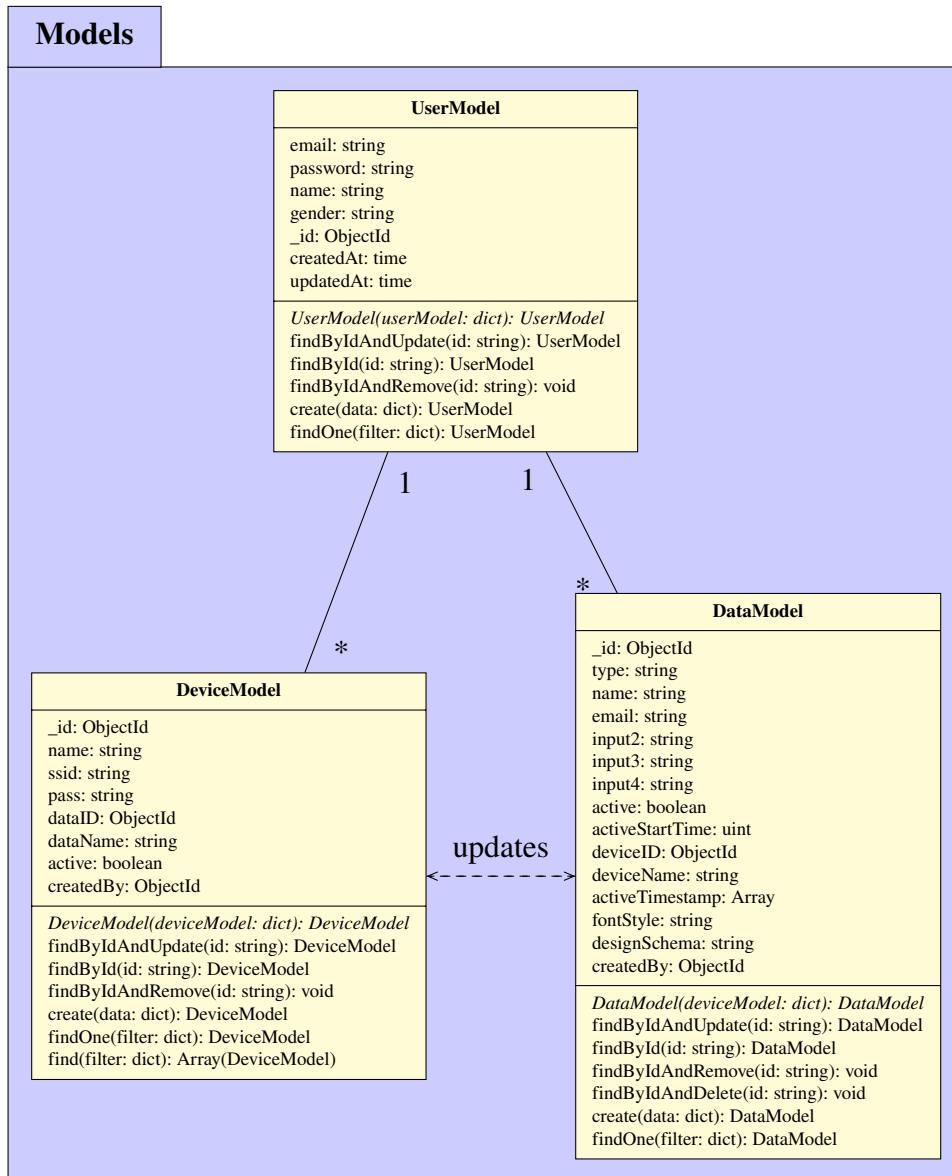 Models
UserModel
email: string
password: string
name: string
gender: string
_id: ObjectId
createdAt: time
updatedAt: time
UserModel(userModel: dict): UserModel
findByIdAndUpdate(id: string): UserModel
findById(id: string): UserModel
findByIdAndRemove(id: string): void
create(data: dict): UserModel
findOne(filter: dict): UserModel
1
1
*
*
DeviceModel
_id: ObjectId
name: string
ssid: string
pass: string
dataID: ObjectId
dataName: string
active: boolean
createdBy: ObjectId
DeviceModel(deviceModel: dict): DeviceModel
findByIdAndUpdate(id: string): DeviceModel
findById(id: string): DeviceModel
findByIdAndRemove(id: string): void
create(data: dict): DeviceModel
findOne(filter: dict): DeviceModel
find(filter: dict): Array(DeviceModel)
updates
DataModel
_id: ObjectId
type: string
name: string
email: string
input2: string
input3: string
input4: string
active: boolean
activeStartTime: uint
deviceID: ObjectId
deviceName: string
activeTimestamp: Array
fontStyle: string
designSchema: string
createdBy: ObjectId
DataModel(deviceModel: dict): DataModel
findByIdAndUpdate(id: string): DataModel
findById(id: string): DataModel
findByIdAndRemove(id: string): void
findByIdAndDelete(id: string): void
create(data: dict): DataModel
findOne(filter: dict): DataModel